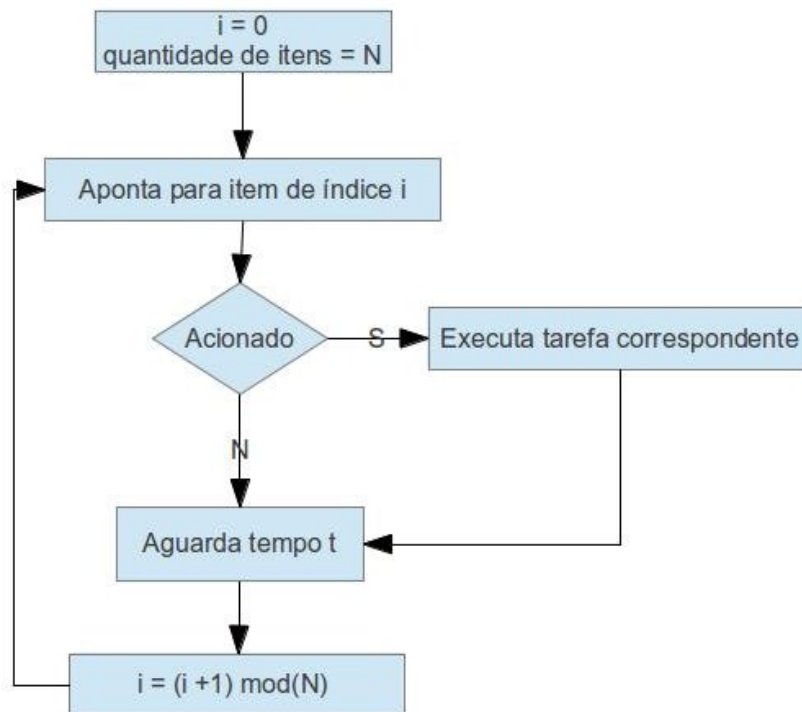 i = 0
quantidade de itens = N
Aponta para item de índice i
Acionado
S
Executa tarefa correspondente
N
Aguarda tempo t
i = (i +1) mod(N)